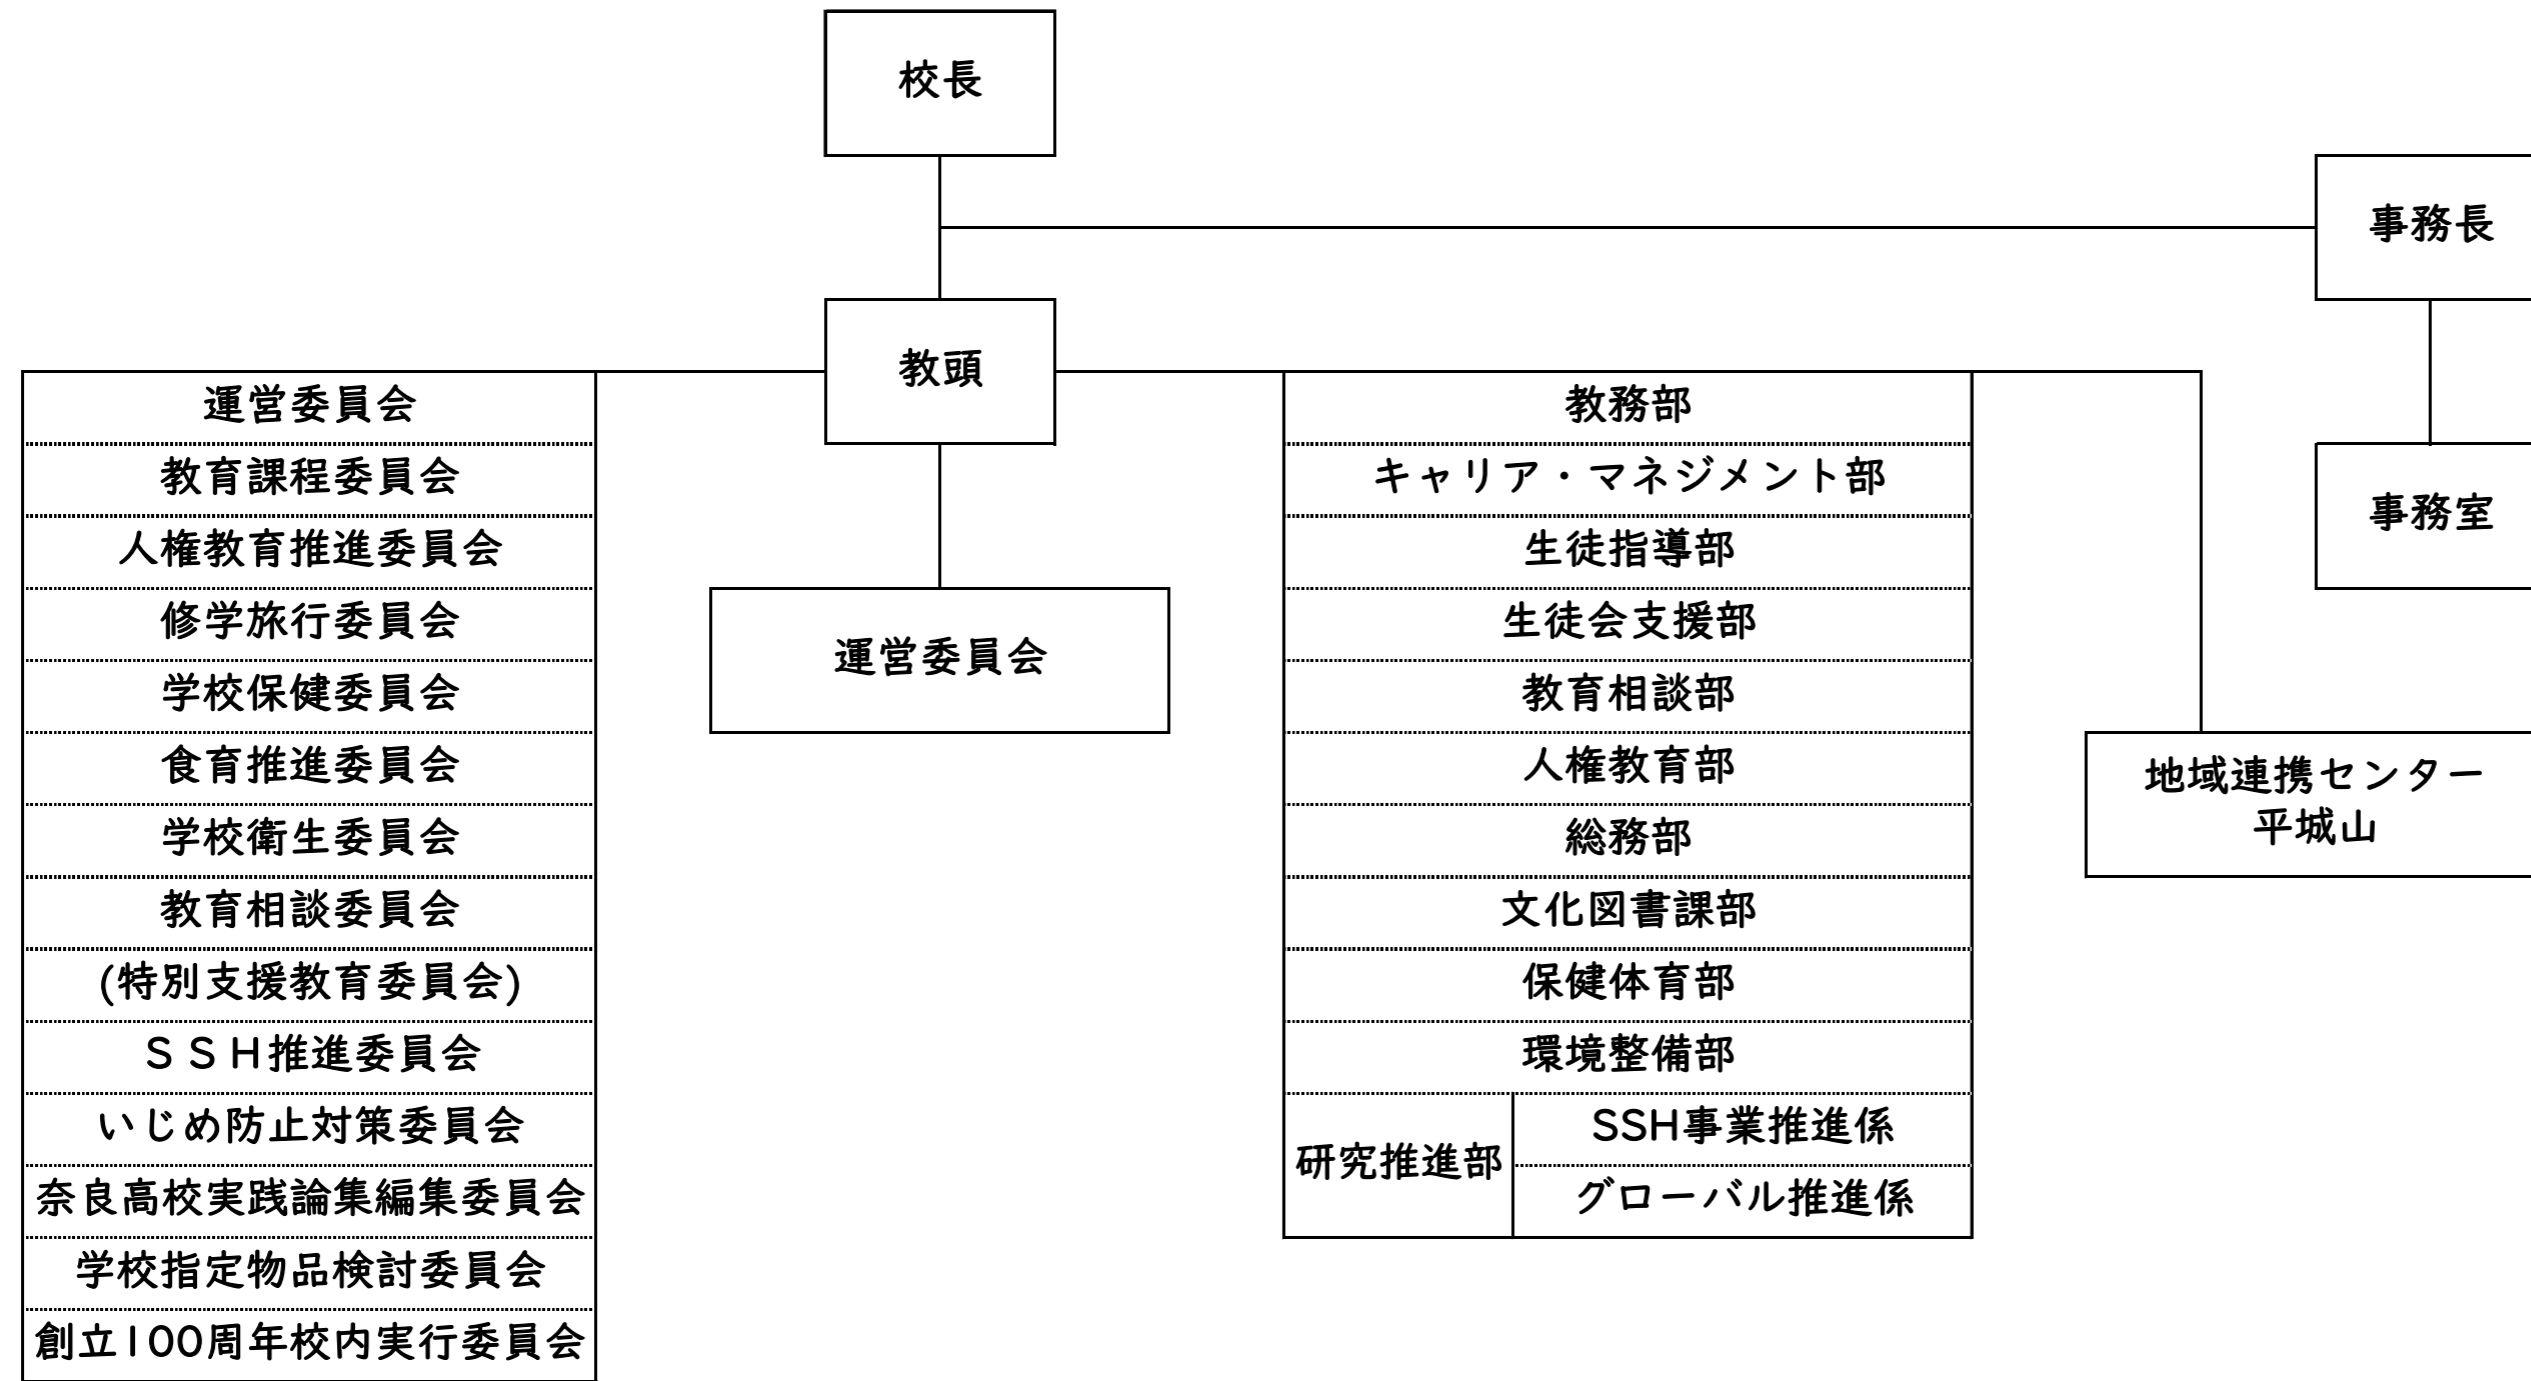 校長
事務長
教頭
運営委員会
教育課程委員会
人権教育推進委員会
修学旅行委員会
学校保健委員会
食育推進委員会
学校衛生委員会
教育相談委員会
(特別支援教育委員会)
ＳＳＨ推進委員会
いじめ防止対策委員会
奈良高校実践論集編集委員会
学校指定物品検討委員会
創立100周年校内実行委員会
運営委員会
教務部
キャリア・マネジメント部
生徒指導部
生徒会支援部
教育相談部
人権教育部
総務部
文化図書課部
保健体育部
環境整備部
研究推進部
SSH事業推進係
グローバル推進係
事務室
地域連携センター
平城山